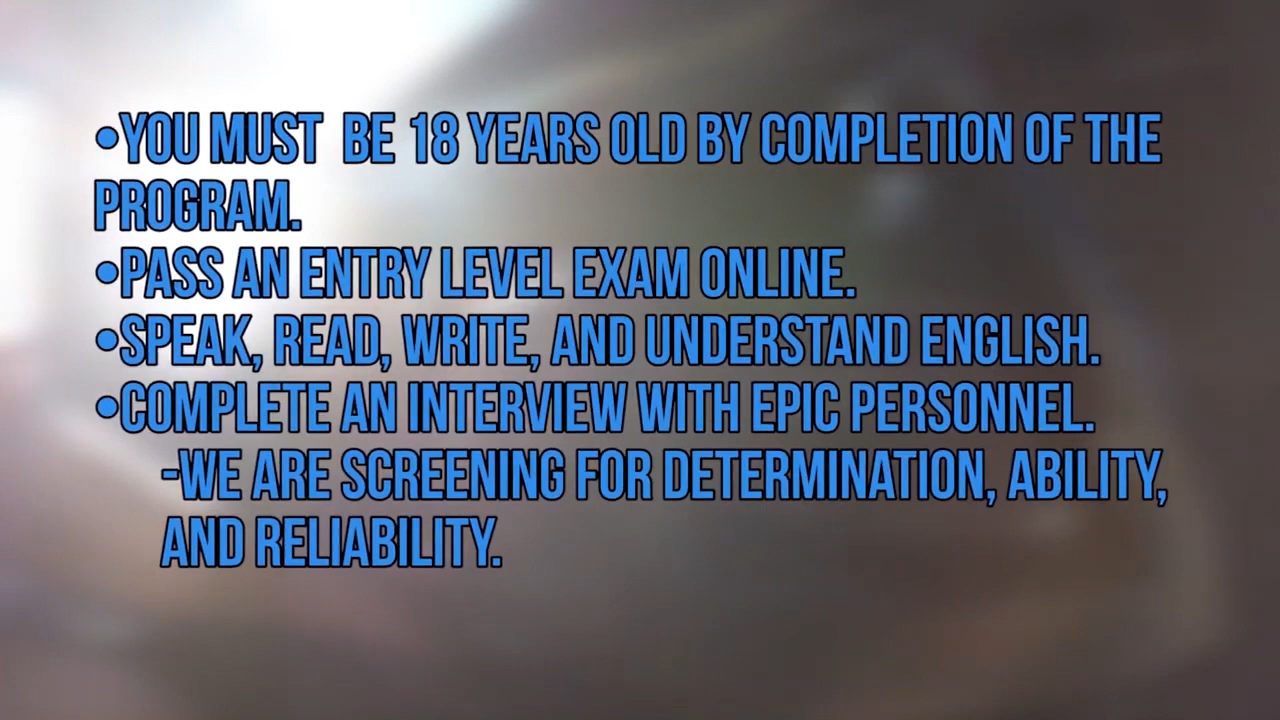 •YOU MUST  BE 18 YEARS OLD BY COMPLETION OF THE
PROGRAM.
•PASS AN ENTRY LEVEL EXAM ONLINE.
•SPEAK, READ, WRITE, AND UNDERSTAND ENGLISH.
•COMPLETE AN INTERVIEW WITH EPIC PERSONNEL.
-WE ARE SCREENING FOR DETERMINATION, ABILITY,
AND RELIABILITY.